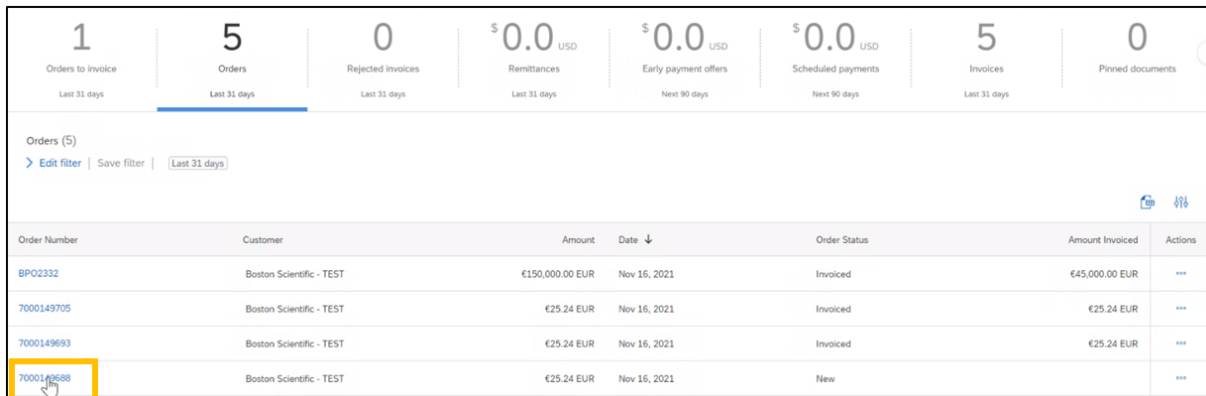 1 5 0 $ 0.0 USD $ 0.0 USD $ 0.0 USD 5 0
Orders to invoice Orders Rejected invoices Remittances Early payment offers Scheduled payments Invoices Pinned documents
Last 31 days Last 31 days Last 31 days Last 31 days Next 90 days Next 90 days Last 31 days
Orders (5)
Edit filter | Save filter | Last 31 days
Order Number Customer Amount Date ↓ Order Status Amount Invoiced Actions
BPO2332 Boston Scientific - TEST €150,000.00 EUR Nov 16, 2021 Invoiced €45,000.00 EUR ...
7000149705 Boston Scientific - TEST €25.24 EUR Nov 16, 2021 Invoiced €25.24 EUR ...
7000149693 Boston Scientific - TEST €25.24 EUR Nov 16, 2021 Invoiced €25.24 EUR ...
7000149688 Boston Scientific - TEST €25.24 EUR Nov 16, 2021 New ...